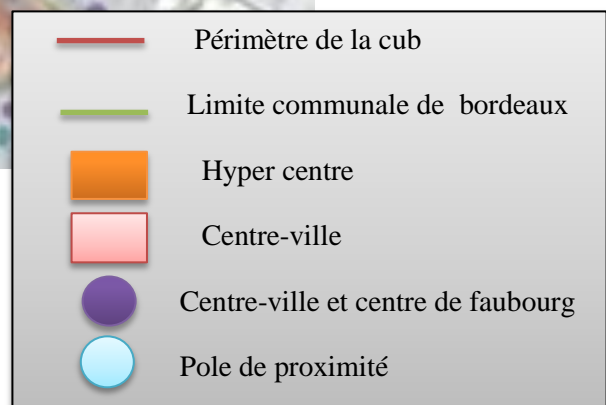 Périmètre de la cub
Limite communale de bordeaux
Hyper centre
Centre-ville
Centre-ville et centre de faubourg
Pole de proximité